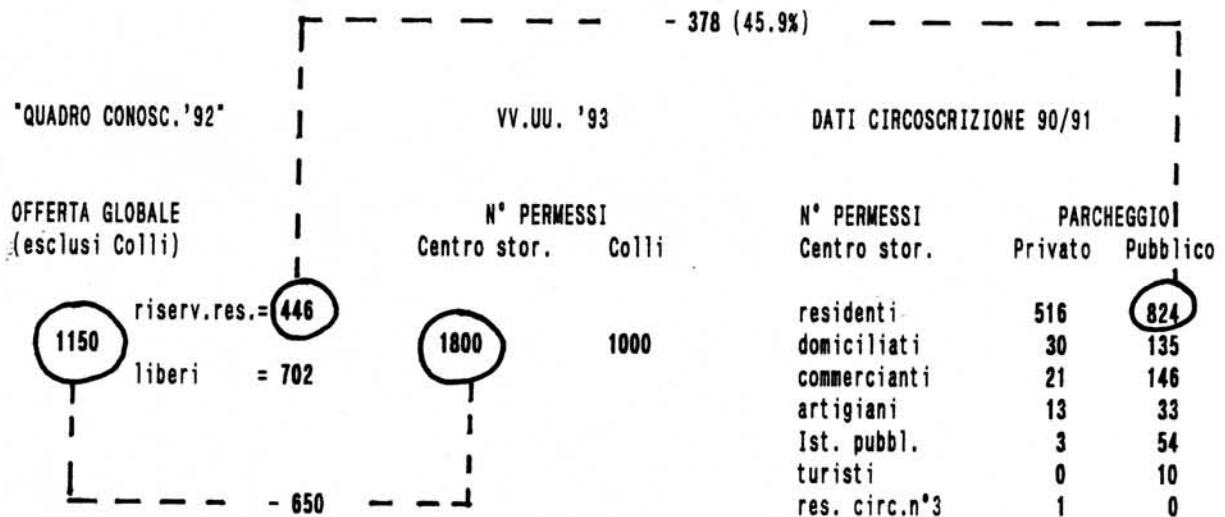 - 378 (45.9%)
"QUADRO CONOSC.'92" VV.UU. '93 DATI CIRCOSCRIZIONE 90/91
OFFERTA GLOBALE N° PERMESSI N° PERMESSI PARCHEGGIO
(esclusi Colli) Centro stor. Colli Centro stor. Privato Pubblico
riserv.res.= 446 residenti 516 824
1150 1800 1000 domiciliati 30 135
liberi = 702 commercianti 21 146
artigiani 13 33
Ist. pubbl. 3 54
turisti 0 10
- 650 res. circ.n°3 1 0